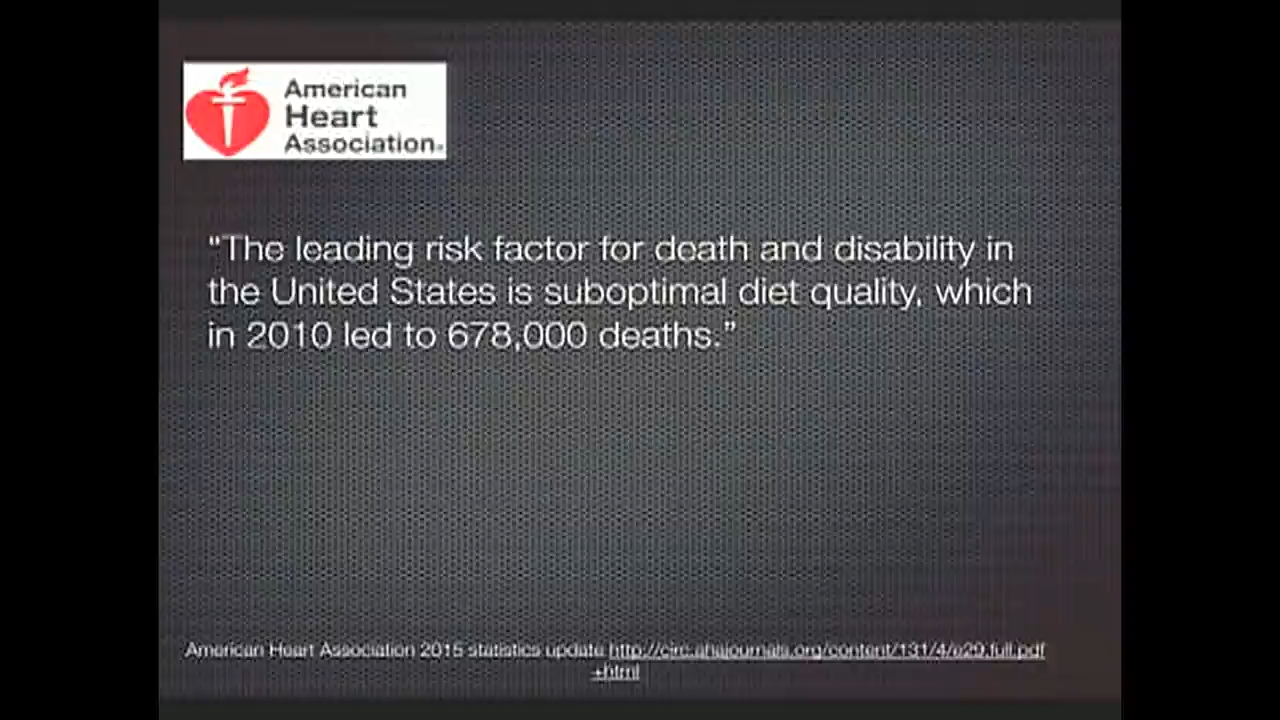 American
Heart
Association®
“The leading risk factor for death and disability in
the United States is suboptimal diet quality, which
in 2010 led to 678,000 deaths.”
American Heart Association 2015 statistics update http://circ.ahajournals.org/content/131/4/e29.full.pdf
+html